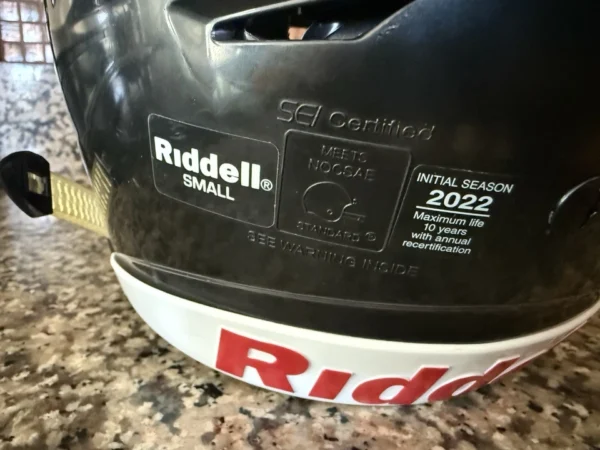 SEI Certified
Riddell®
SMALL
MEETS
NOCSAE
STANDARD ®
INITIAL SEASON
2022
Maximum life
10 years
with annual
recertification
SEE WARNING INSIDE
Riddell